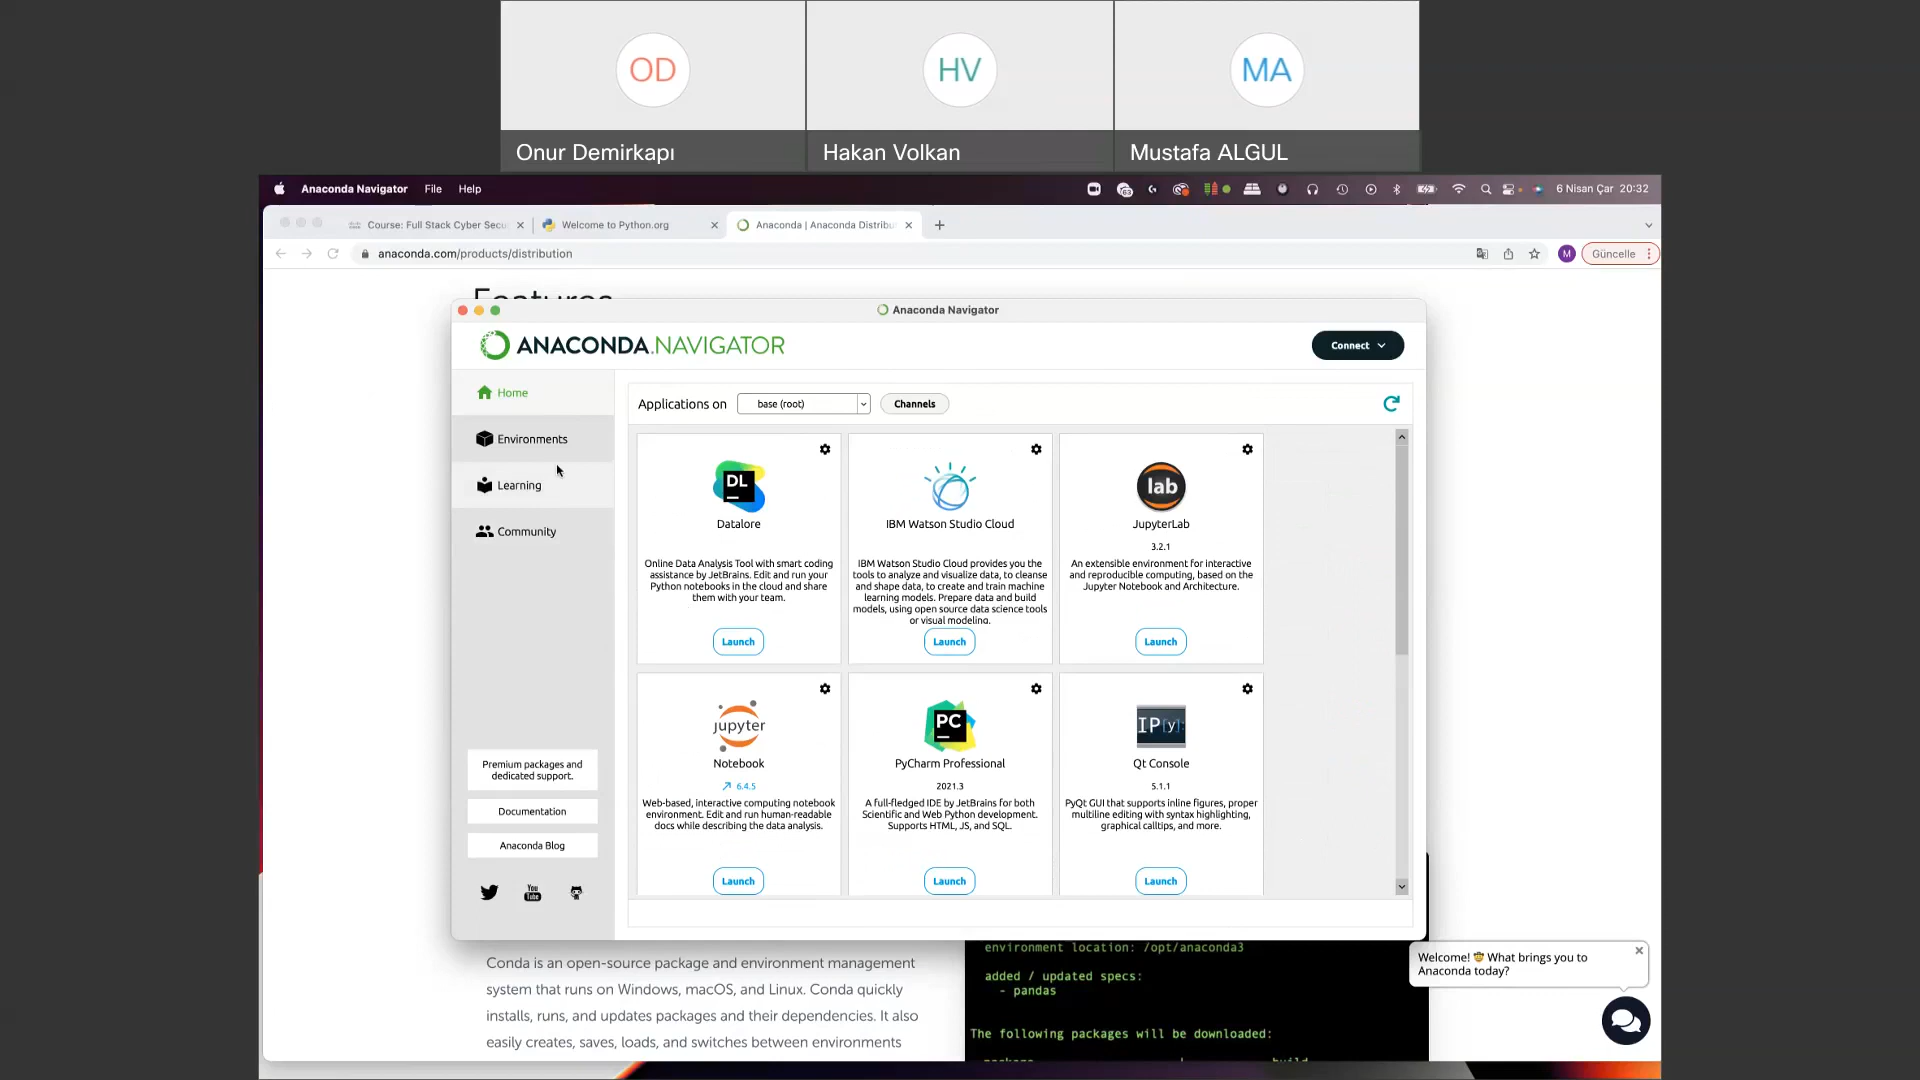 OD
HV
MA
Onur Demirkapı
Hakan Volkan
Mustafa ALGUL
Anaconda Navigator File Help
6 Nisan Çar 20:32
Course: Full Stack Cyber Secu
Welcome to Python.org
Anaconda | Anaconda Distribu
anaconda.com/products/distribution
M
Güncelle
Features
Anaconda Navigator
ANACONDA.NAVIGATOR
Connect
Home
Environments
Learning
Community
Applications on
base (root)
Channels
DL
Datalore
Online Data Analysis Tool with smart coding
assistance by JetBrains. Edit and run your
Python notebooks in the cloud and share
them with your team.
Launch
IBM Watson Studio Cloud
IBM Watson Studio Cloud provides you the
tools to analyze and visualize data, to cleanse
and shape data, to create and train machine
learning models. Prepare data and build
models, using open source data science tools
or visual modeling.
Launch
lab
JupyterLab
3.2.1
An extensible environment for interactive
and reproducible computing, based on the
Jupyter Notebook and Architecture.
Launch
jupyter
Notebook
6.4.5
Web-based, interactive computing notebook
environment. Edit and run human-readable
docs while describing the data analysis.
Launch
PC
PyCharm Professional
2021.3
A full-fledged IDE by JetBrains for both
Scientific and Web Python development.
Supports HTML, JS, and SQL.
Launch
IP[y]:
Qt Console
5.1.1
PyQt GUI that supports inline figures, proper
multiline editing with syntax highlighting,
graphical calltips, and more.
Launch
Premium packages and
dedicated support.
Documentation
Anaconda Blog
You
Tube
Conda is an open-source package and environment management
system that runs on Windows, macOS, and Linux. Conda quickly
installs, runs, and updates packages and their dependencies. It also
easily creates, saves, loads, and switches between environments
environment location: /opt/anaconda3
added / updated specs:
- pandas
The following packages will be downloaded:
package | build
Welcome! 🤠 What brings you to
Anaconda today?